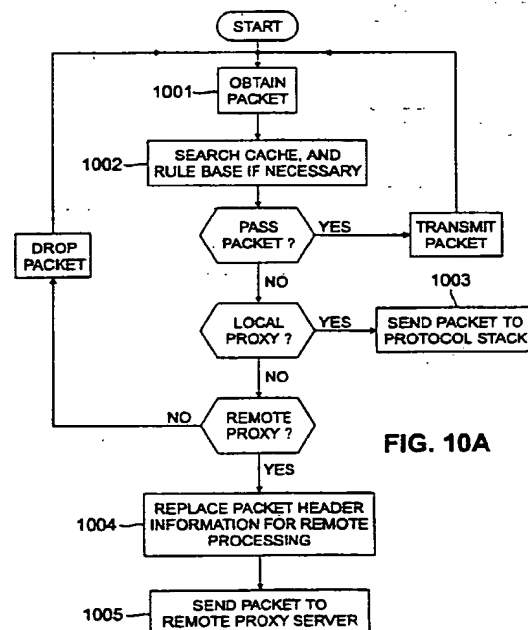 START
1001
OBTAIN
PACKET
1002
SEARCH CACHE, AND
RULE BASE IF NECESSARY
PASS
PACKET ?
YES
TRANSMIT
PACKET
DROP
PACKET
NO
1003
LOCAL
PROXY ?
YES
SEND PACKET TO
PROTOCOL STACK
NO
NO
REMOTE
PROXY ?
FIG. 10A
YES
1004
REPLACE PACKET HEADER
INFORMATION FOR REMOTE
PROCESSING
1005
SEND PACKET TO
REMOTE PROXY SERVER